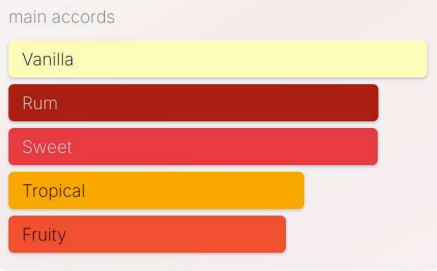 main accords
Vanilla
Rum
Sweet
Tropical
Fruity